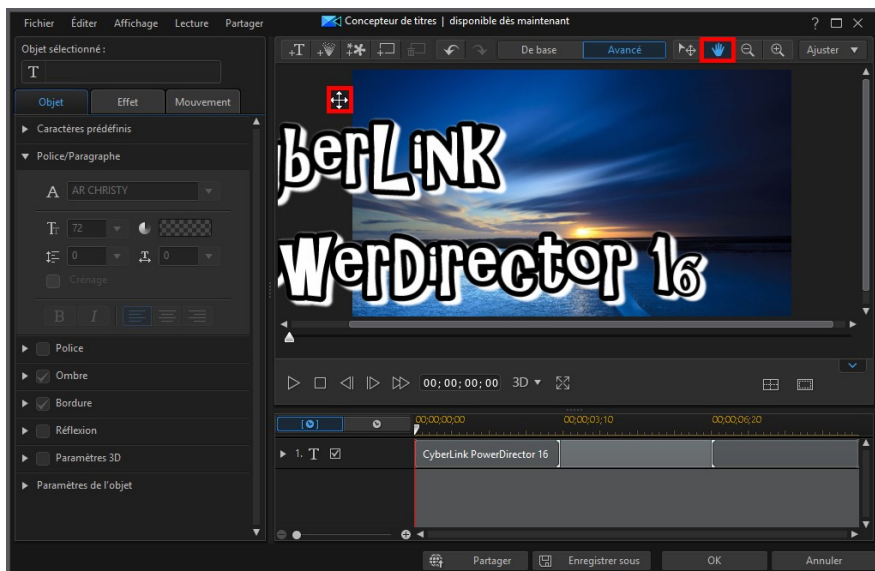 Fichier Éditer Affichage Lecture Partager
Concepteur de titres | disponible dès maintenant
Objet sélectionné :
T
De base Avancé Ajuster
Objet Effet Mouvement
Caractères prédéfinis
Police/Paragraphe
A AR CHRISTY
72
0 0
Crénage
B I
Police
Ombre
Bordure
Réflexion
Paramètres 3D
Paramètres de l'objet
yberLink
WerDirector 16
00;00;00;00 3D
00;00;00;00 00;00;03;10 00;00;06;20
1. T CyberLink PowerDirector 16
Partager Enregistrer sous OK Annuler